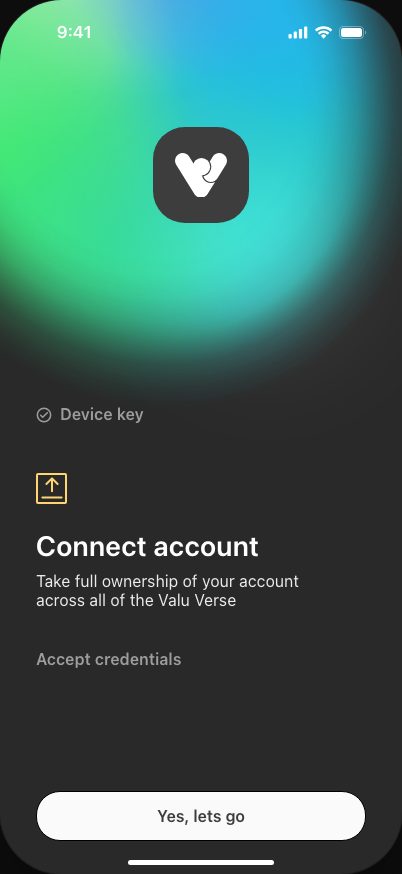 9:41
Device key
Connect account
Take full ownership of your account
across all of the Valu Verse
Accept credentials
Yes, lets go